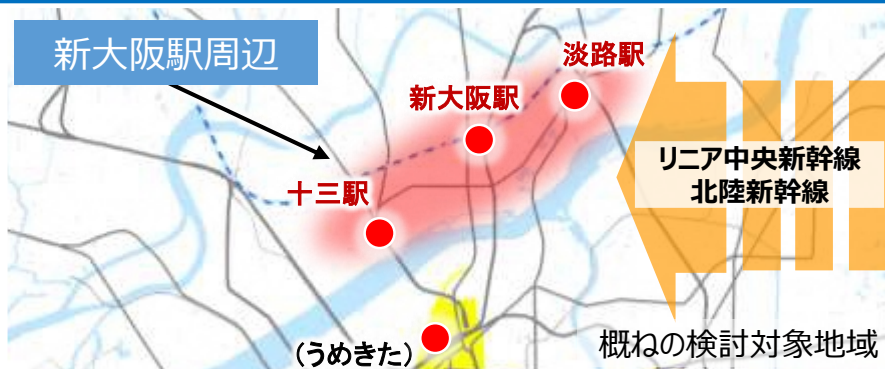 新大阪駅周辺
淡路駅
新大阪駅
リニア中央新幹線
北陸新幹線
十三駅
(うめきた)
概ねの検討対象地域